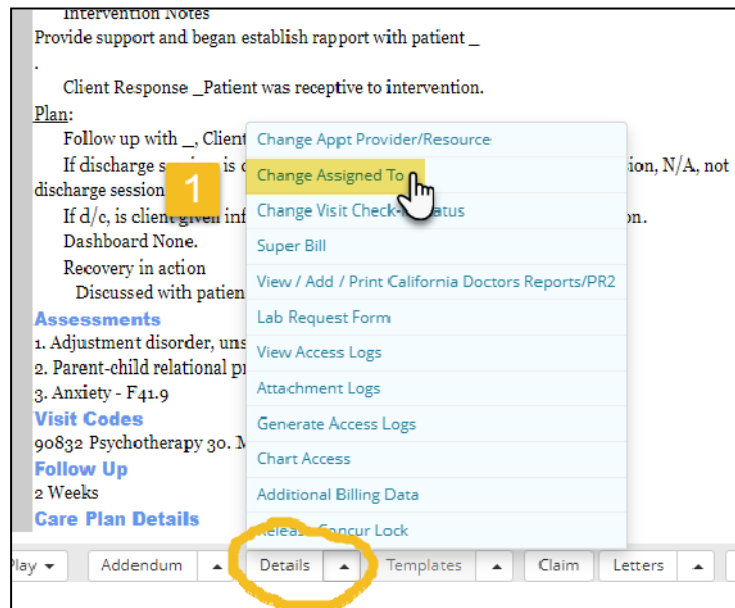 Intervention Notes
Provide support and began establish rapport with patient _
.
Client Response _Patient was receptive to intervention.
Plan:
Follow up with _, Client
If discharge is ion, N/A, not
discharge session
If d/c, is client given inf on.
Dashboard None.
Recovery in action
Discussed with patien
Assessments
1. Adjustment disorder, uns
2. Parent-child relational pr
3. Anxiety - F41.9
Visit Codes
90832 Psychotherapy 30. M
Follow Up
2 Weeks
Care Plan Details
1
Change Appt Provider/Resource
Change Assigned To
Change Visit Check- atus
Super Bill
View / Add / Print California Doctors Reports/PR2
Lab Request Form
View Access Logs
Attachment Logs
Generate Access Logs
Chart Access
Additional Billing Data
Release Concur Lock
lay Addendum Details Templates Claim Letters